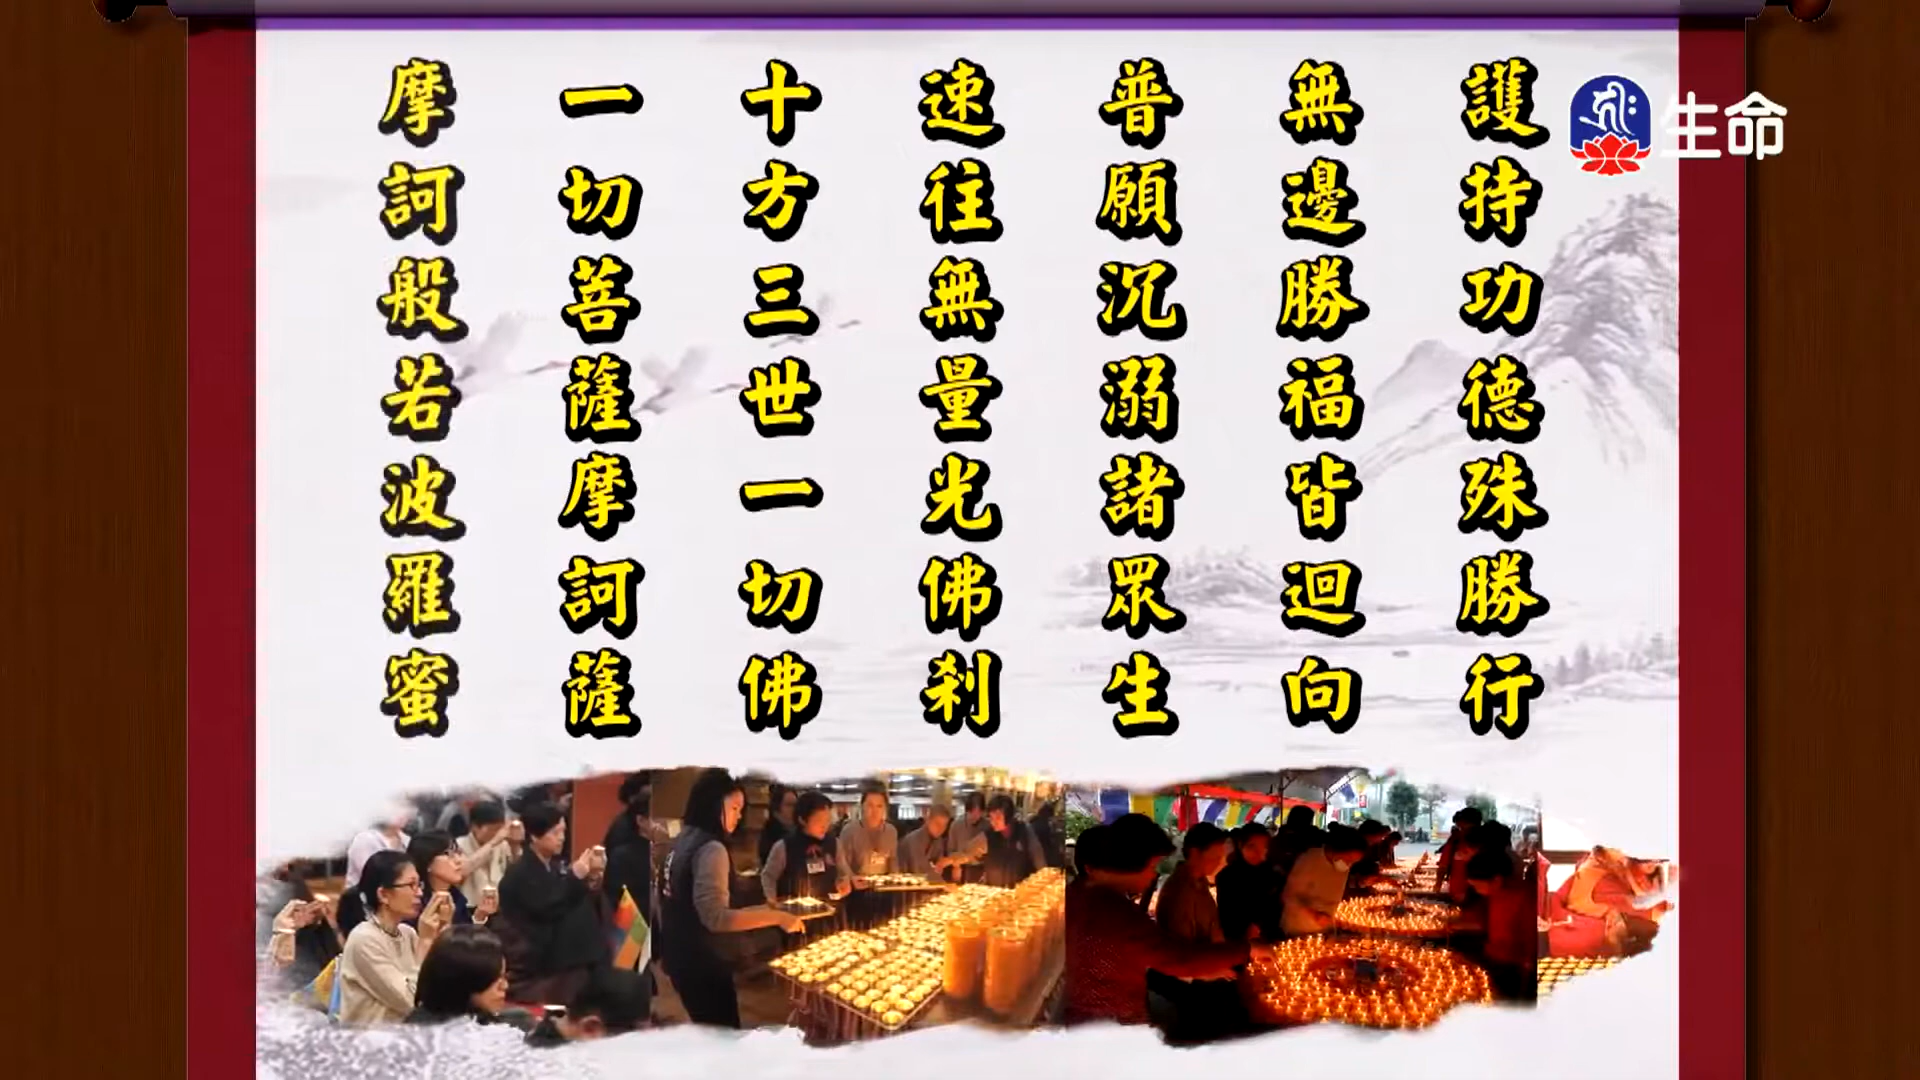 護持功德殊勝行
無邊勝福皆迴向
普願沉溺諸眾生
速往無量光佛剎
十方三世一切佛
一切菩薩摩訶薩
摩訶般若波羅蜜
生命